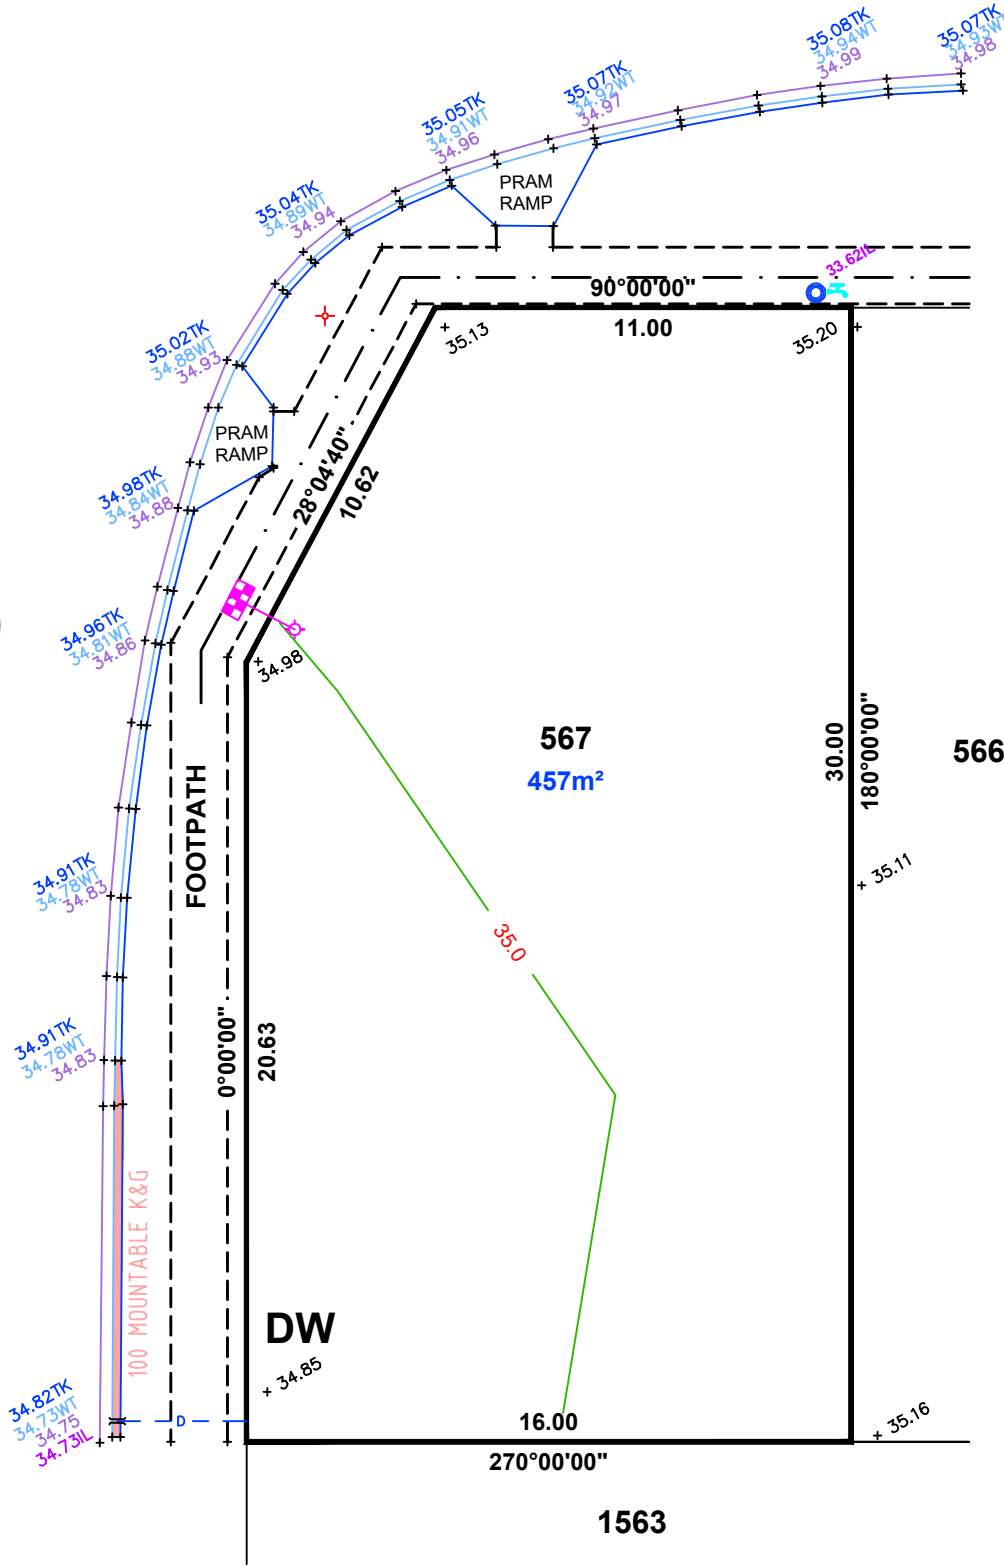 35.07TK
34.93WT
34.98
35.08TK
34.94WT
34.99
35.07TK
34.92WT
34.97
35.05TK
34.91WT
34.96
PRAM
RAMP
35.04TK
34.89WT
34.94
33.62IL
90°00'00"
11.00
35.13
35.20
35.02TK
34.88WT
34.93
PRAM
RAMP
28°04'40"
10.62
34.98TK
34.84WT
34.88
34.96TK
34.81WT
34.86
34.98
567
457m²
30.00
180°00'00"
566
FOOTPATH
34.91TK
34.78WT
34.83
35.11
35.0
0°00'00"
20.63
34.91TK
34.78WT
34.83
100 MOUNTABLE K&G
DW
34.85
34.82TK
34.73WT
34.75
34.73IL
D
16.00
35.16
270°00'00"
1563